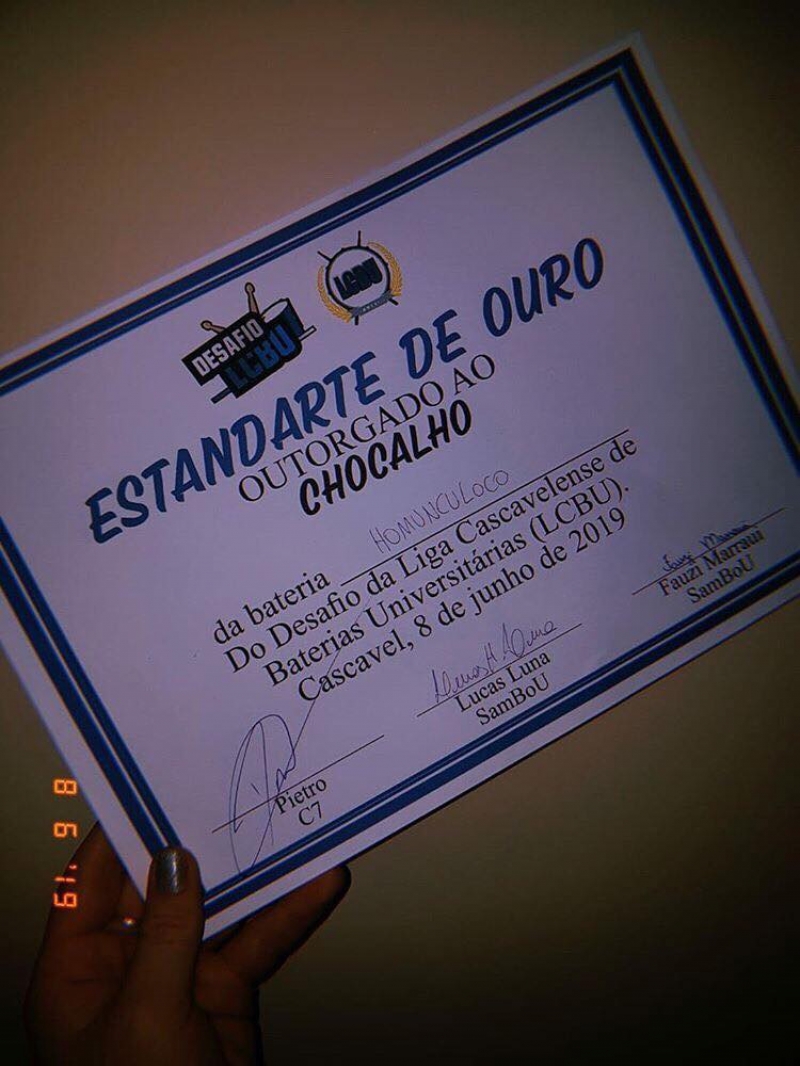 DESAFIO
LCBU
LCBU
ESTANDARTE DE OURO
OUTORGADO AO
CHOCALHO
da bateria HOMUNCULOCO
Do Desafio da Liga Cascavelense de
Baterias Universitárias (LCBU).
Cascavel, 8 de junho de 2019
Pietro
C7
Lucas Luna
SamBoU
Fauzi Marraui
SamBoU
8 6 '19